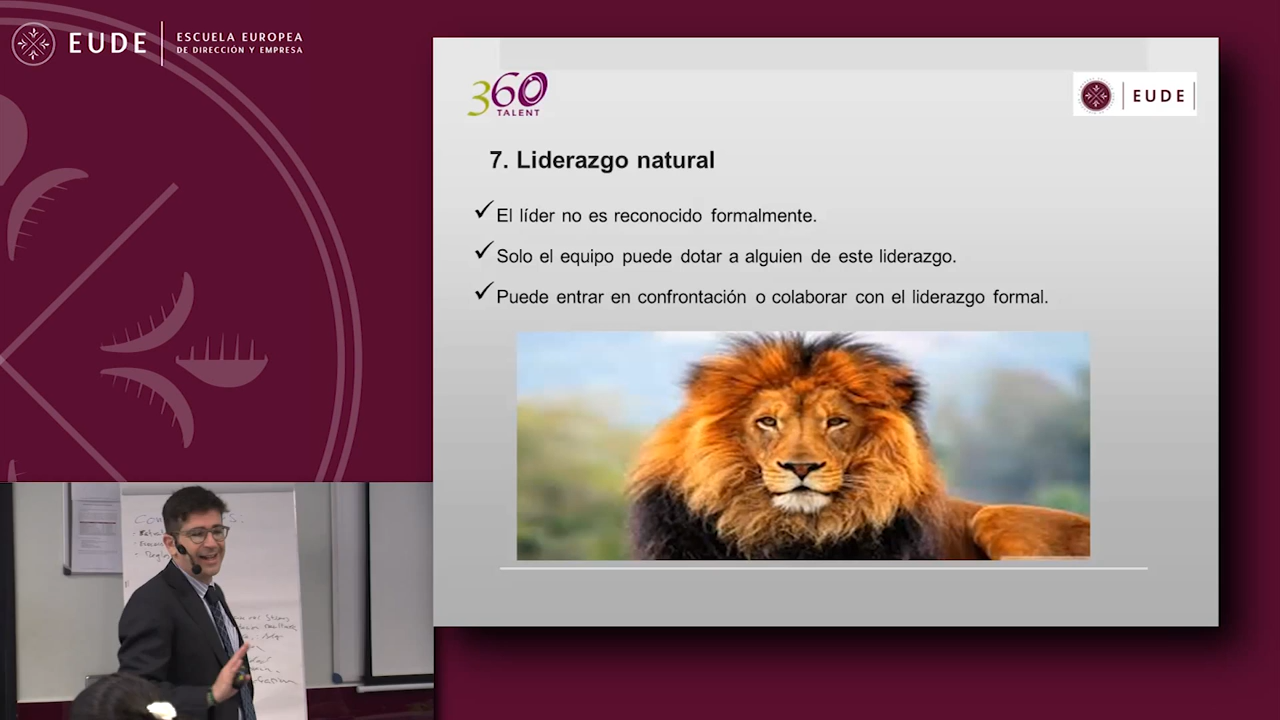 EUDE
ESCUELA EUROPEA
DE DIRECCIÓN Y EMPRESA
360
TALENT
EUDE
7. Liderazgo natural
El líder no es reconocido formalmente.
Solo el equipo puede dotar a alguien de este liderazgo.
Puede entrar en confrontación o colaborar con el liderazgo formal.